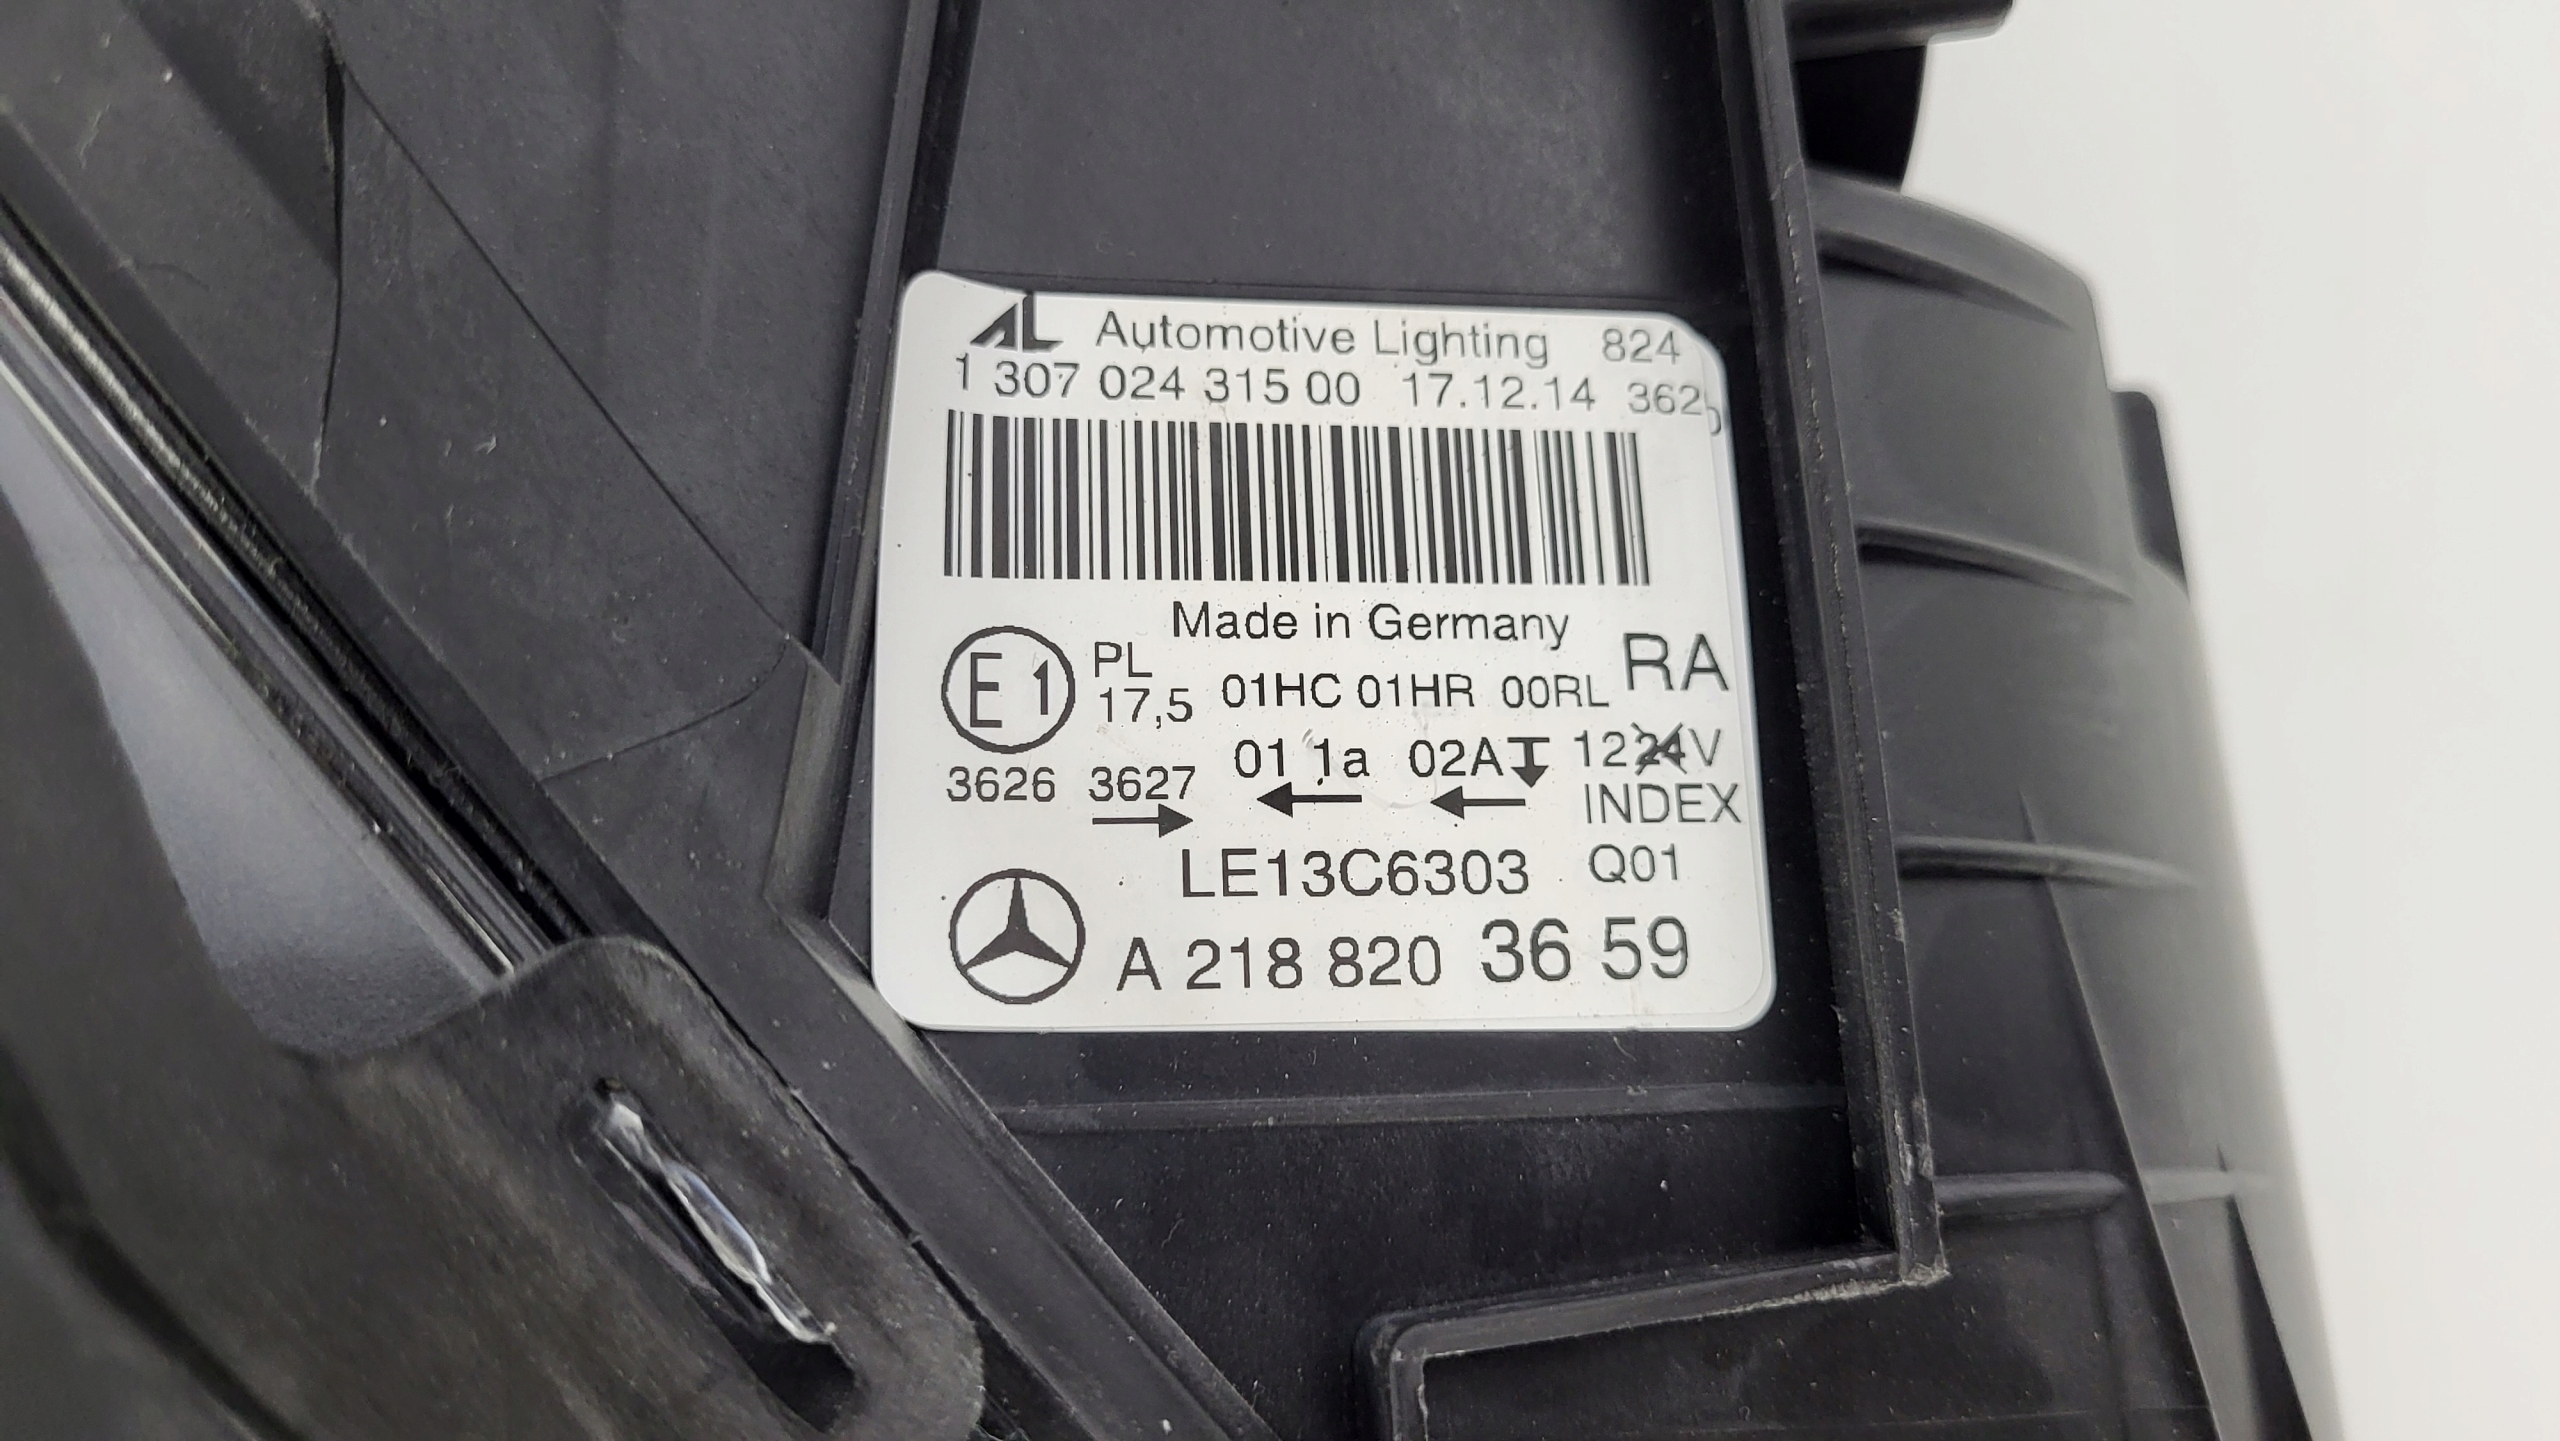 AL Automotive Lighting 824
1 307 024 315 00 17.12.14 362
Made in Germany
E1 PL 17,5 01HC 01HR 00RL RA
3626 3627 01 1a 02A 1224V
INDEX
LE13C6303 Q01
A 218 820 36 59